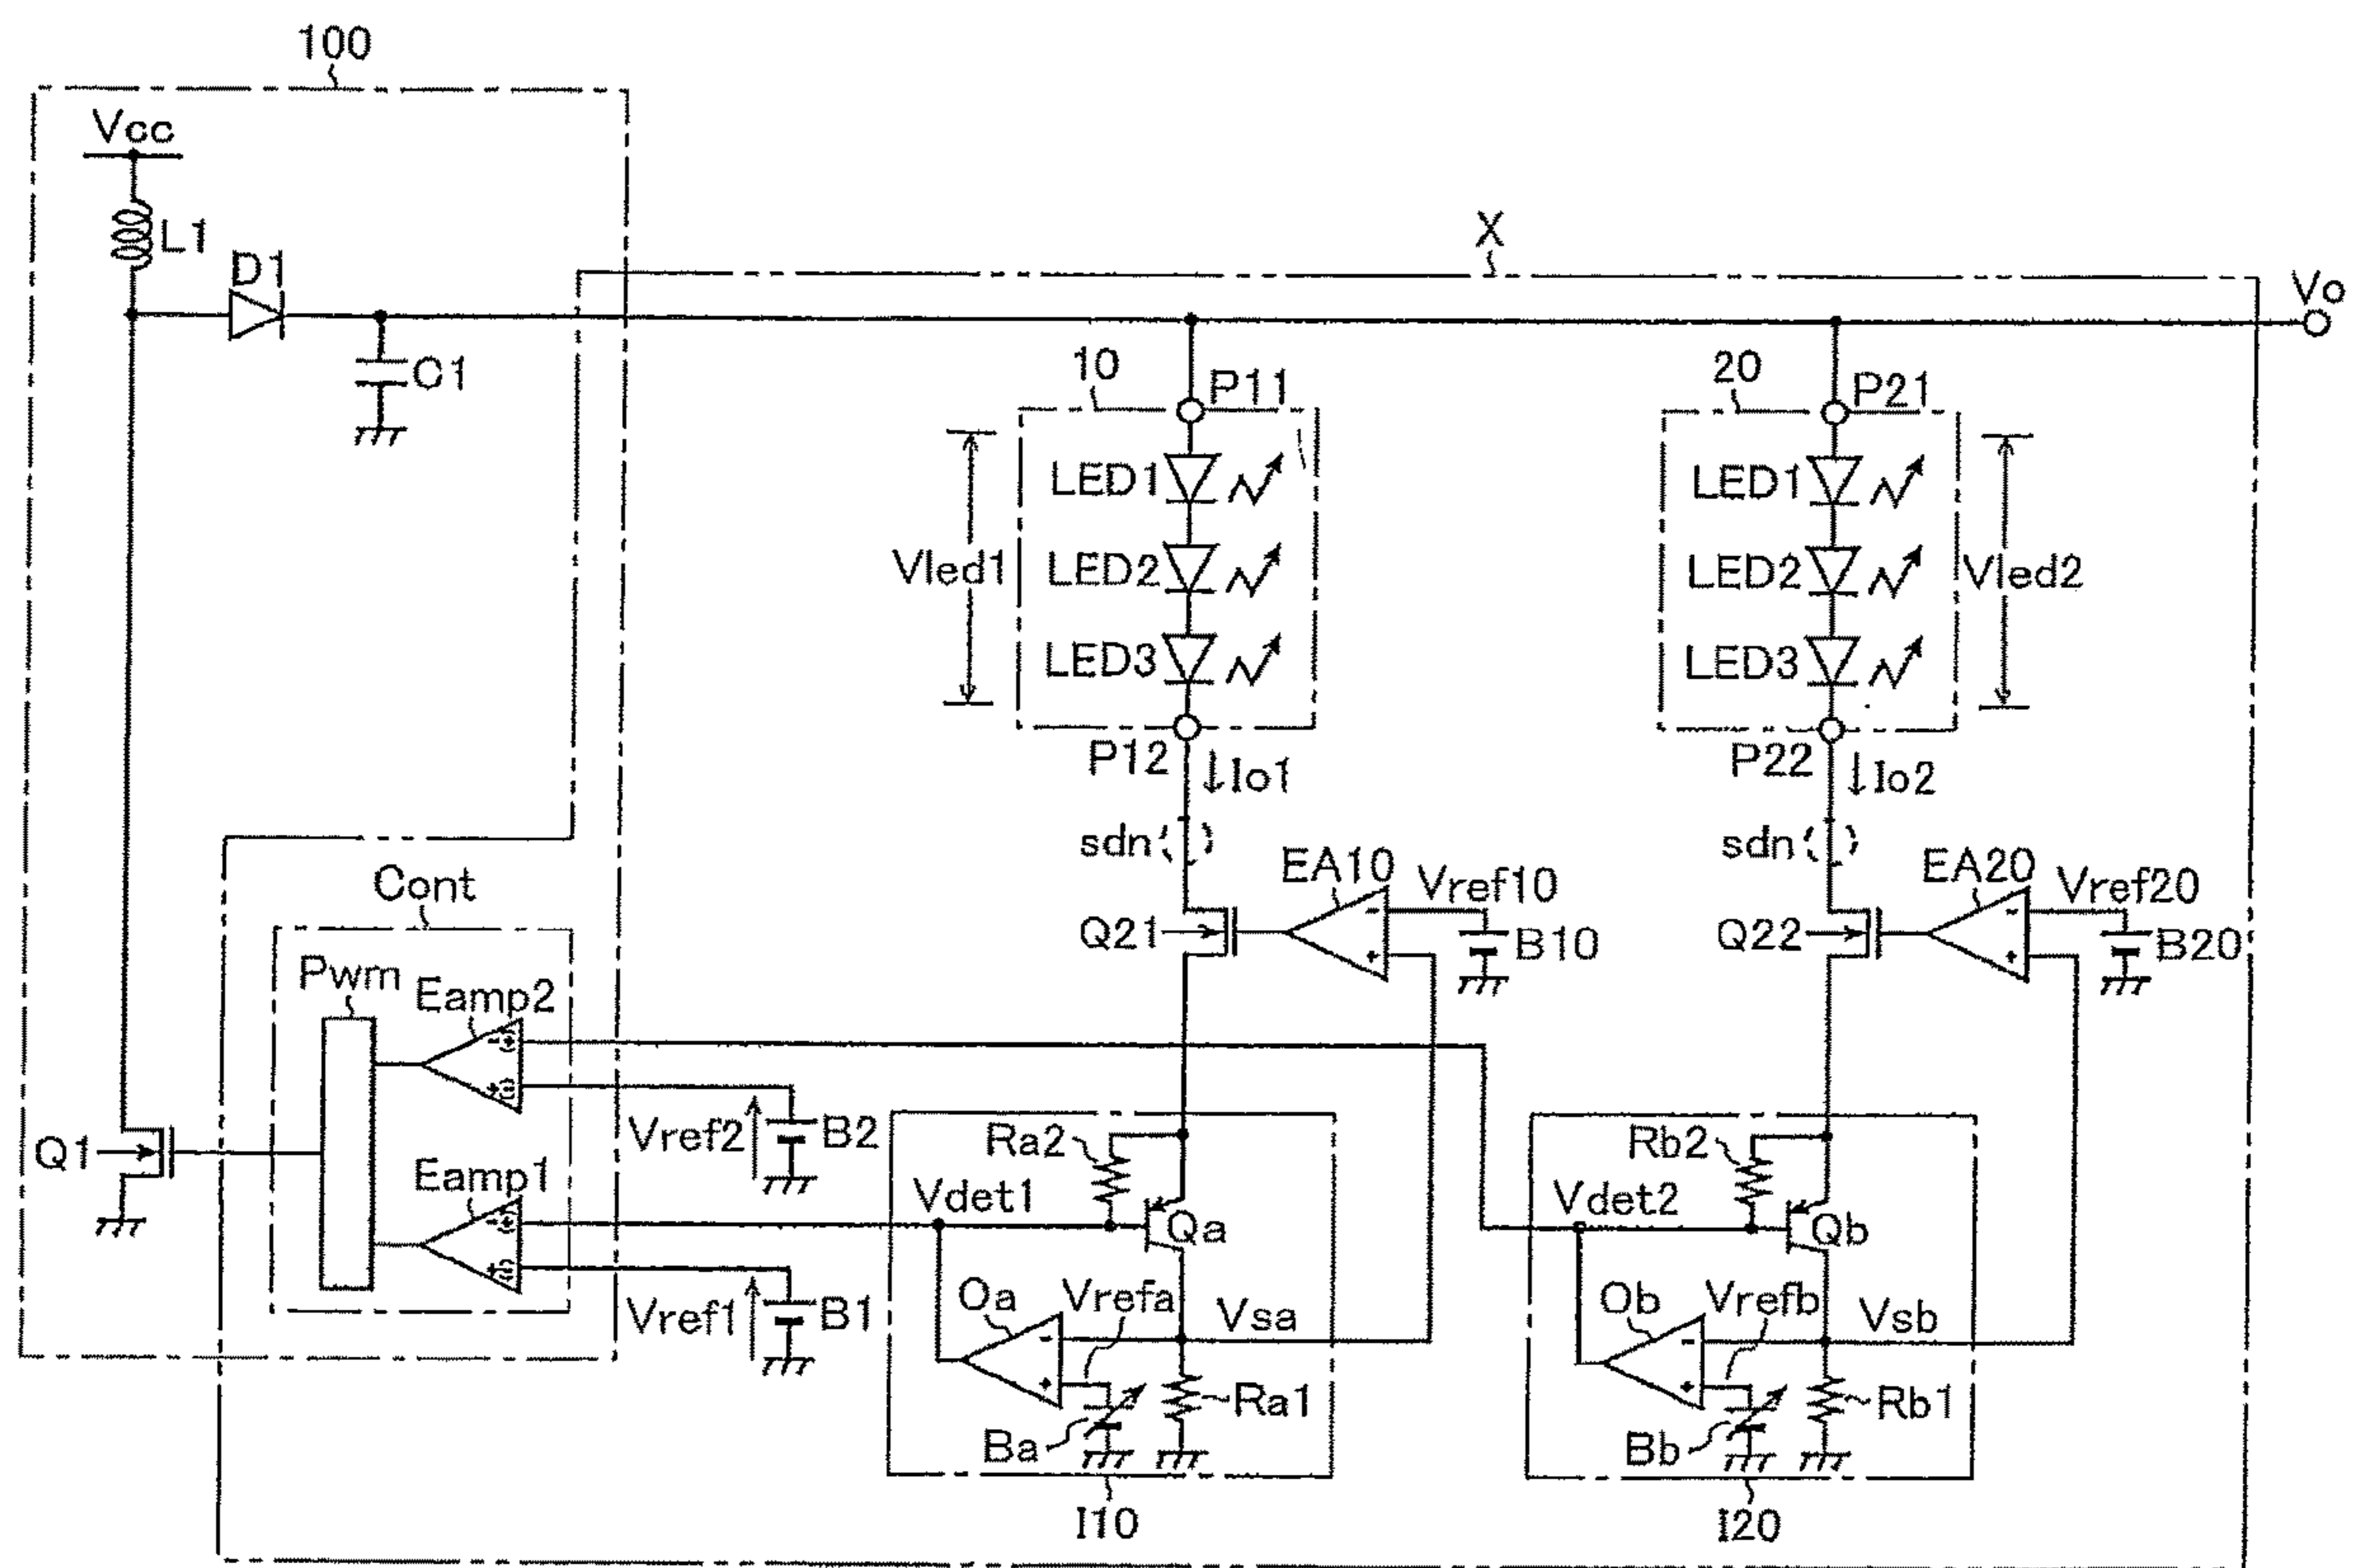 100
Vcc
L1
D1
C1
X
Vo
10
P11
20
P21
LED1
LED2
LED3
Vled1
LED1
LED2
LED3
Vled2
P12
Io1
P22
Io2
sdn
sdn
EA10
Vref10
EA20
Vref20
Q21
B10
Q22
B20
Cont
Pwm
Eamp2
- (+)
+ (-)
Vref2
B2
Q1
Eamp1
- (+)
+ (-)
Vref1
B1
- +
- +
Ra2
Vdet1
Qa
Oa
Vrefa
Vsa
- +
Ra1
Ba
I10
Rb2
Vdet2
Qb
Ob
Vrefb
Vsb
- +
Rb1
Bb
I20